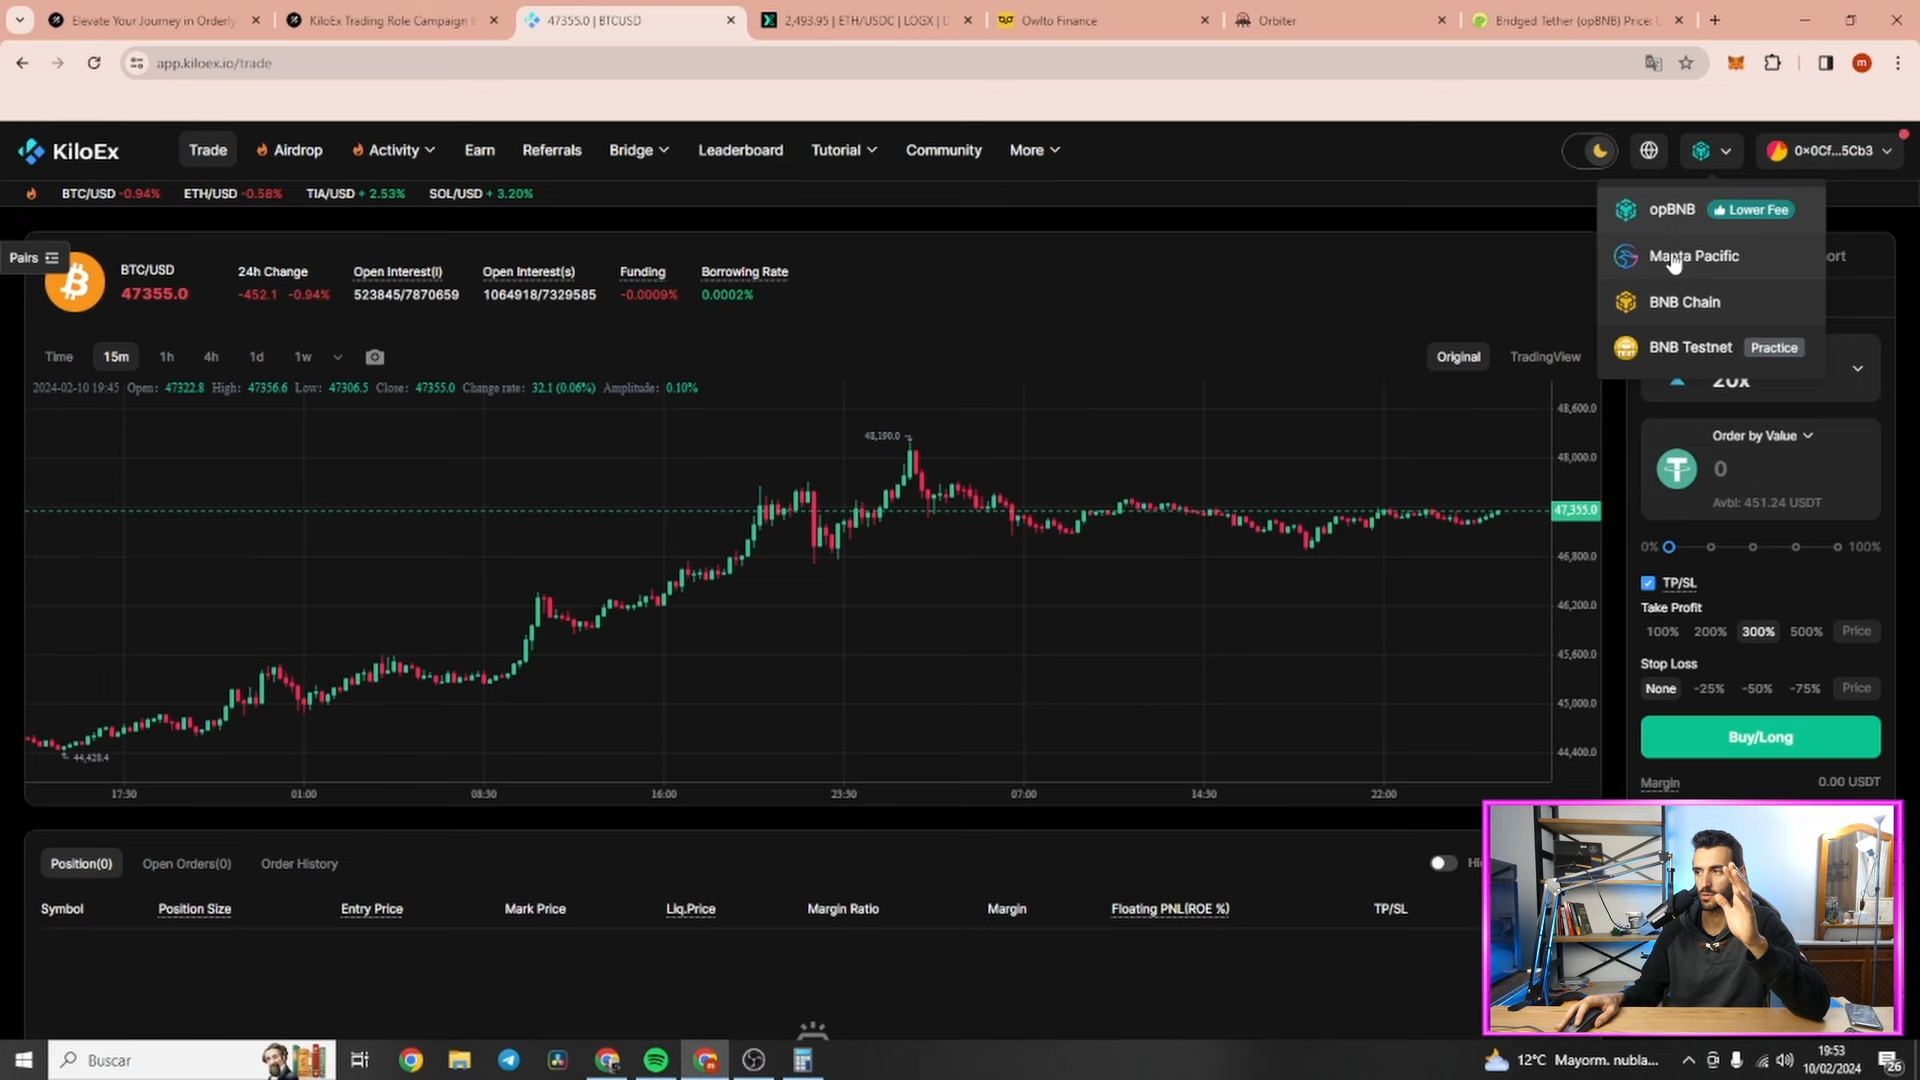 Elevate Your Journey in Orderly
KiloEx Trading Role Campaign
47355.0 | BTCUSD
2,493.95 | ETH/USDC | LOGX | D
Owlto Finance
Orbiter
Bridged Tether (opBNB) Price:
app.kiloex.io/trade
m
KiloEx
Trade
Airdrop
Activity
Earn
Referrals
Bridge
Leaderboard
Tutorial
Community
More
0x0Cf...5Cb3
BTC/USD -0.94%
ETH/USD -0.58%
TIA/USD + 2.53%
SOL/USD + 3.20%
opBNB
Lower Fee
Manta Pacific
BNB Chain
BNB Testnet
Practice
ort
Pairs
BTC/USD
47355.0
24h Change
-452.1 -0.94%
Open Interest(l)
523845/7870659
Open Interest(s)
1064918/7329585
Funding
-0.0009%
Borrowing Rate
0.0002%
Time
15m
1h
4h
1d
1w
Original
TradingView
2024-02-10 19:45 Open: 47322.8 High: 47356.6 Low: 47306.5 Close: 47355.0 Change rate: 32.1 (0.06%) Amplitude: 0.10%
48,600.0
48,190.0
48,000.0
47,355.0
46,800.0
46,200.0
45,600.0
45,000.0
44,400.0
44,428.4
17:30
01:00
08:30
16:00
23:30
07:00
14:30
22:00
20x
Order by Value
0
Avbl: 451.24 USDT
0%
100%
TP/SL
Take Profit
100% 200% 300% 500% Price
Stop Loss
None -25% -50% -75% Price
Buy/Long
Margin
0.00 USDT
Position(0)
Open Orders(0)
Order History
Symbol
Position Size
Entry Price
Mark Price
Liq.Price
Margin Ratio
Margin
Floating PNL(ROE %)
TP/SL
Buscar
12°C Mayorm. nubla...
19:53
10/02/2024
26